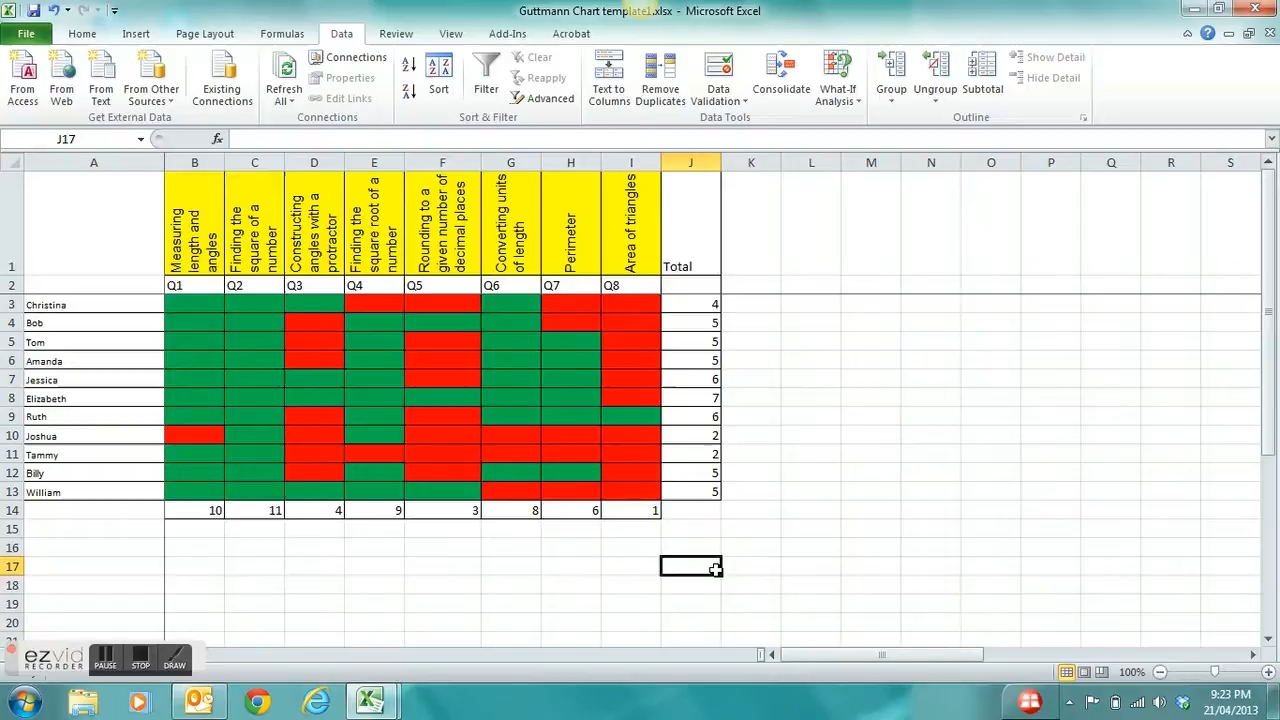 Guttmann Chart template1.xlsx - Microsoft Excel
File Home Insert Page Layout Formulas Data Review View Add-Ins Acrobat
From Access
From Web
From Text
From Other Sources
Existing Connections
Refresh All
Connections
Properties
Edit Links
Sort
Filter
Clear
Reapply
Advanced
Text to Columns
Remove Duplicates
Data Validation
Consolidate
What-If Analysis
Group
Ungroup
Subtotal
Show Detail
Hide Detail
Get External Data Connections Sort & Filter Data Tools Outline
J17 fx
A B C D E F G H I J K L M N O P Q R S
Measuring length and angles
Finding the square of a number
Constructing angles with a protractor
Finding the square root of a number
Rounding to a given number of decimal places
Converting units of length
Perimeter
Area of triangles
1 Total
2 Q1 Q2 Q3 Q4 Q5 Q6 Q7 Q8
3 Christina 4
4 Bob 5
5 Tom 5
6 Amanda 5
7 Jessica 6
8 Elizabeth 7
9 Ruth 6
10 Joshua 2
11 Tammy 2
12 Billy 5
13 William 5
14 10 11 4 9 3 8 6 1
15
16
17
18
19
20
21
ezvid
RECORDER
PAUSE STOP DRAW
100%
9:23 PM
21/04/2013